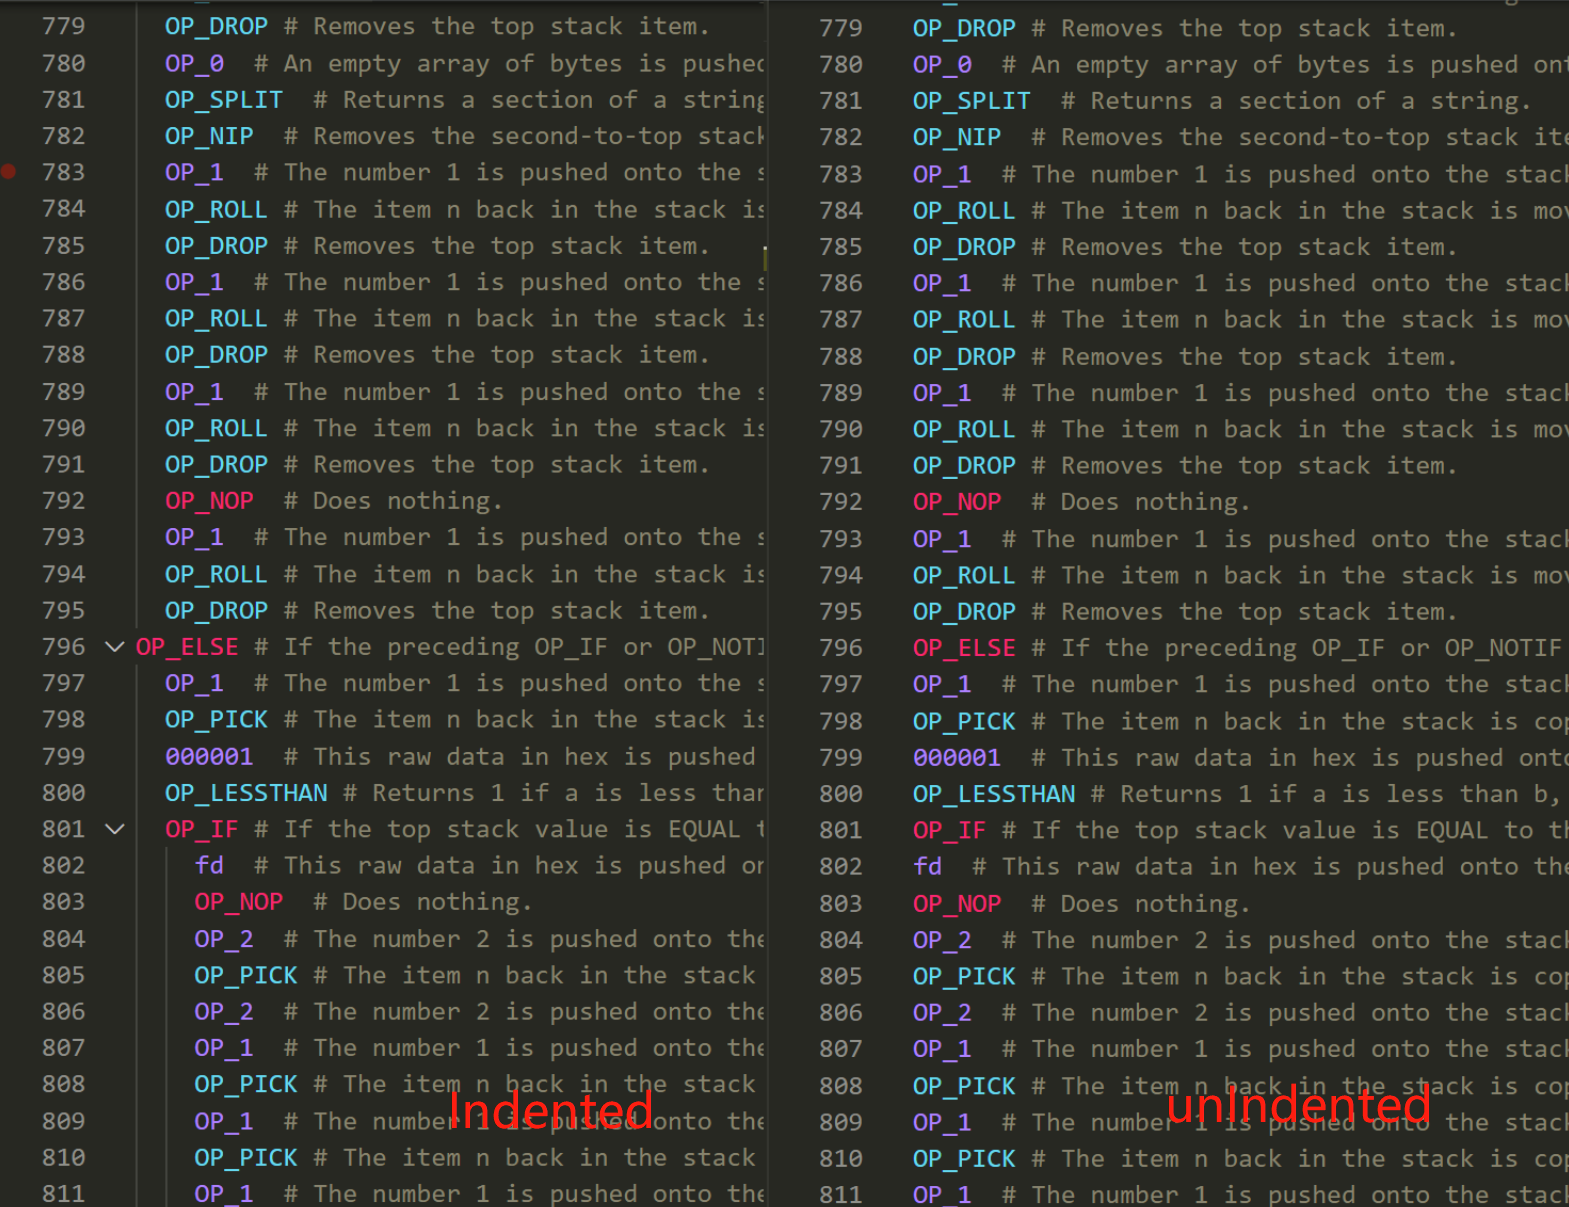 779 OP_DROP # Removes the top stack item.
780 OP_0 # An empty array of bytes is pushed
781 OP_SPLIT # Returns a section of a string
782 OP_NIP # Removes the second-to-top stack
783 OP_1 # The number 1 is pushed onto the
784 OP_ROLL # The item n back in the stack is
785 OP_DROP # Removes the top stack item.
786 OP_1 # The number 1 is pushed onto the
787 OP_ROLL # The item n back in the stack is
788 OP_DROP # Removes the top stack item.
789 OP_1 # The number 1 is pushed onto the
790 OP_ROLL # The item n back in the stack is
791 OP_DROP # Removes the top stack item.
792 OP_NOP # Does nothing.
793 OP_1 # The number 1 is pushed onto the
794 OP_ROLL # The item n back in the stack is
795 OP_DROP # Removes the top stack item.
796 OP_ELSE # If the preceding OP_IF or OP_NOTI
797 OP_1 # The number 1 is pushed onto the
798 OP_PICK # The item n back in the stack is
799 000001 # This raw data in hex is pushed
800 OP_LESSTHAN # Returns 1 if a is less than
801 OP_IF # If the top stack value is EQUAL
802 fd # This raw data in hex is pushed on
803 OP_NOP # Does nothing.
804 OP_2 # The number 2 is pushed onto the
805 OP_PICK # The item n back in the stack
806 OP_2 # The number 2 is pushed onto the
807 OP_1 # The number 1 is pushed onto the
808 OP_PICK # The item n back in the stack
809 OP_1 # The number 1 is pushed onto the
810 OP_PICK # The item n back in the stack
811 OP_1 # The number 1 is pushed onto the
Indented
779 OP_DROP # Removes the top stack item.
780 OP_0 # An empty array of bytes is pushed ont
781 OP_SPLIT # Returns a section of a string.
782 OP_NIP # Removes the second-to-top stack ite
783 OP_1 # The number 1 is pushed onto the stack
784 OP_ROLL # The item n back in the stack is mov
785 OP_DROP # Removes the top stack item.
786 OP_1 # The number 1 is pushed onto the stack
787 OP_ROLL # The item n back in the stack is mov
788 OP_DROP # Removes the top stack item.
789 OP_1 # The number 1 is pushed onto the stack
790 OP_ROLL # The item n back in the stack is mov
791 OP_DROP # Removes the top stack item.
792 OP_NOP # Does nothing.
793 OP_1 # The number 1 is pushed onto the stack
794 OP_ROLL # The item n back in the stack is mov
795 OP_DROP # Removes the top stack item.
796 OP_ELSE # If the preceding OP_IF or OP_NOTIF
797 OP_1 # The number 1 is pushed onto the stack
798 OP_PICK # The item n back in the stack is cop
799 000001 # This raw data in hex is pushed onto
800 OP_LESSTHAN # Returns 1 if a is less than b,
801 OP_IF # If the top stack value is EQUAL to th
802 fd # This raw data in hex is pushed onto the
803 OP_NOP # Does nothing.
804 OP_2 # The number 2 is pushed onto the stack
805 OP_PICK # The item n back in the stack is cop
806 OP_2 # The number 2 is pushed onto the stack
807 OP_1 # The number 1 is pushed onto the stack
808 OP_PICK # The item n back in the stack is cop
809 OP_1 # The number 1 is pushed onto the stack
810 OP_PICK # The item n back in the stack is cop
811 OP_1 # The number 1 is pushed onto the stack
unIndented